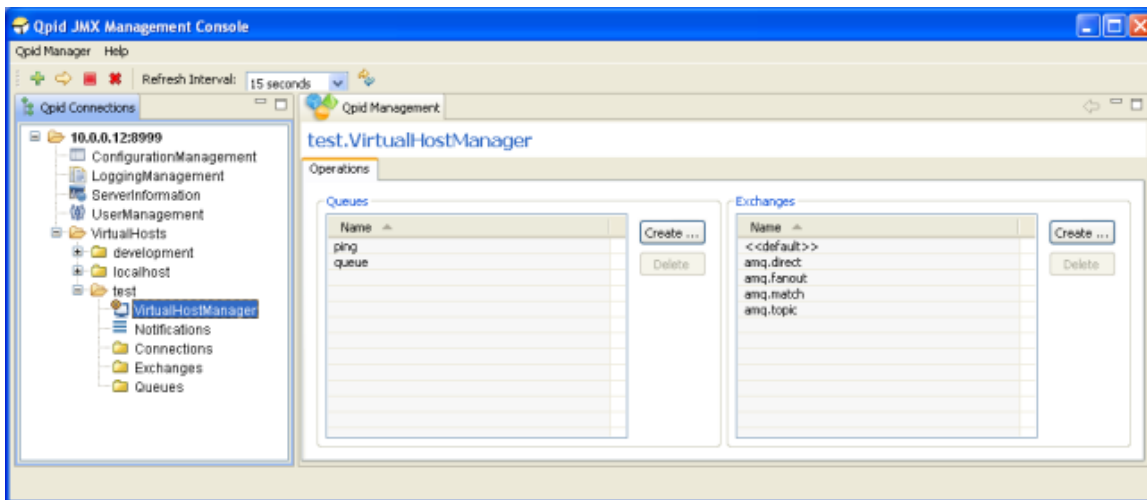 Qpid JMX Management Console
Qpid Manager Help
Refresh Interval: 15 seconds
Qpid Connections
10.0.0.12:8999
ConfigurationManagement
LoggingManagement
ServerInformation
UserManagement
VirtualHosts
development
localhost
test
VirtualHostManager
Notifications
Connections
Exchanges
Queues
Qpid Management
test.VirtualHostManager
Operations
Queues
Name
ping
queue
Create ...
Delete
Exchanges
Name
<<default>>
amq.direct
amq.fanout
amq.match
amq.topic
Create ...
Delete